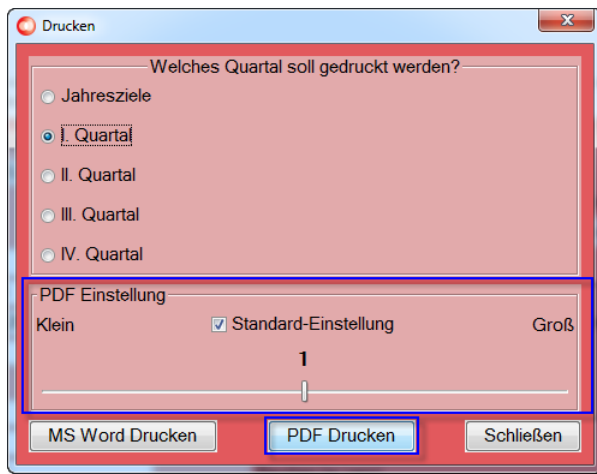 Drucken
Welches Quartal soll gedruckt werden?
Jahresziele
I. Quartal
II. Quartal
III. Quartal
IV. Quartal
PDF Einstellung
Klein Standard-Einstellung Groß
1
MS Word Drucken PDF Drucken Schließen